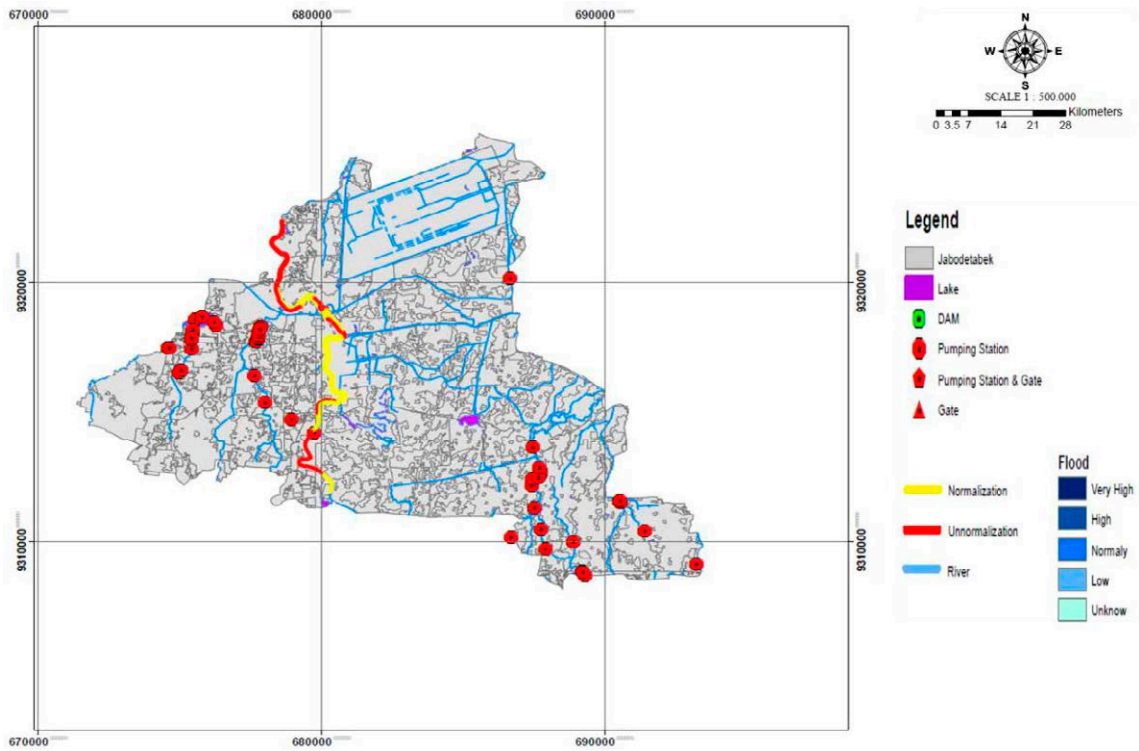 670000
680000
690000
N
W
E
S
SCALE 1 : 500.000
Kilometers
0 3.5 7 14 21 28
9320000
9320000
9310000
9310000
670000
680000
690000
Legend
Jabodetabek
Lake
DAM
Pumping Station
Pumping Station & Gate
Gate
Normalization
Unnormalization
River
Flood
Very High
High
Normaly
Low
Unknow